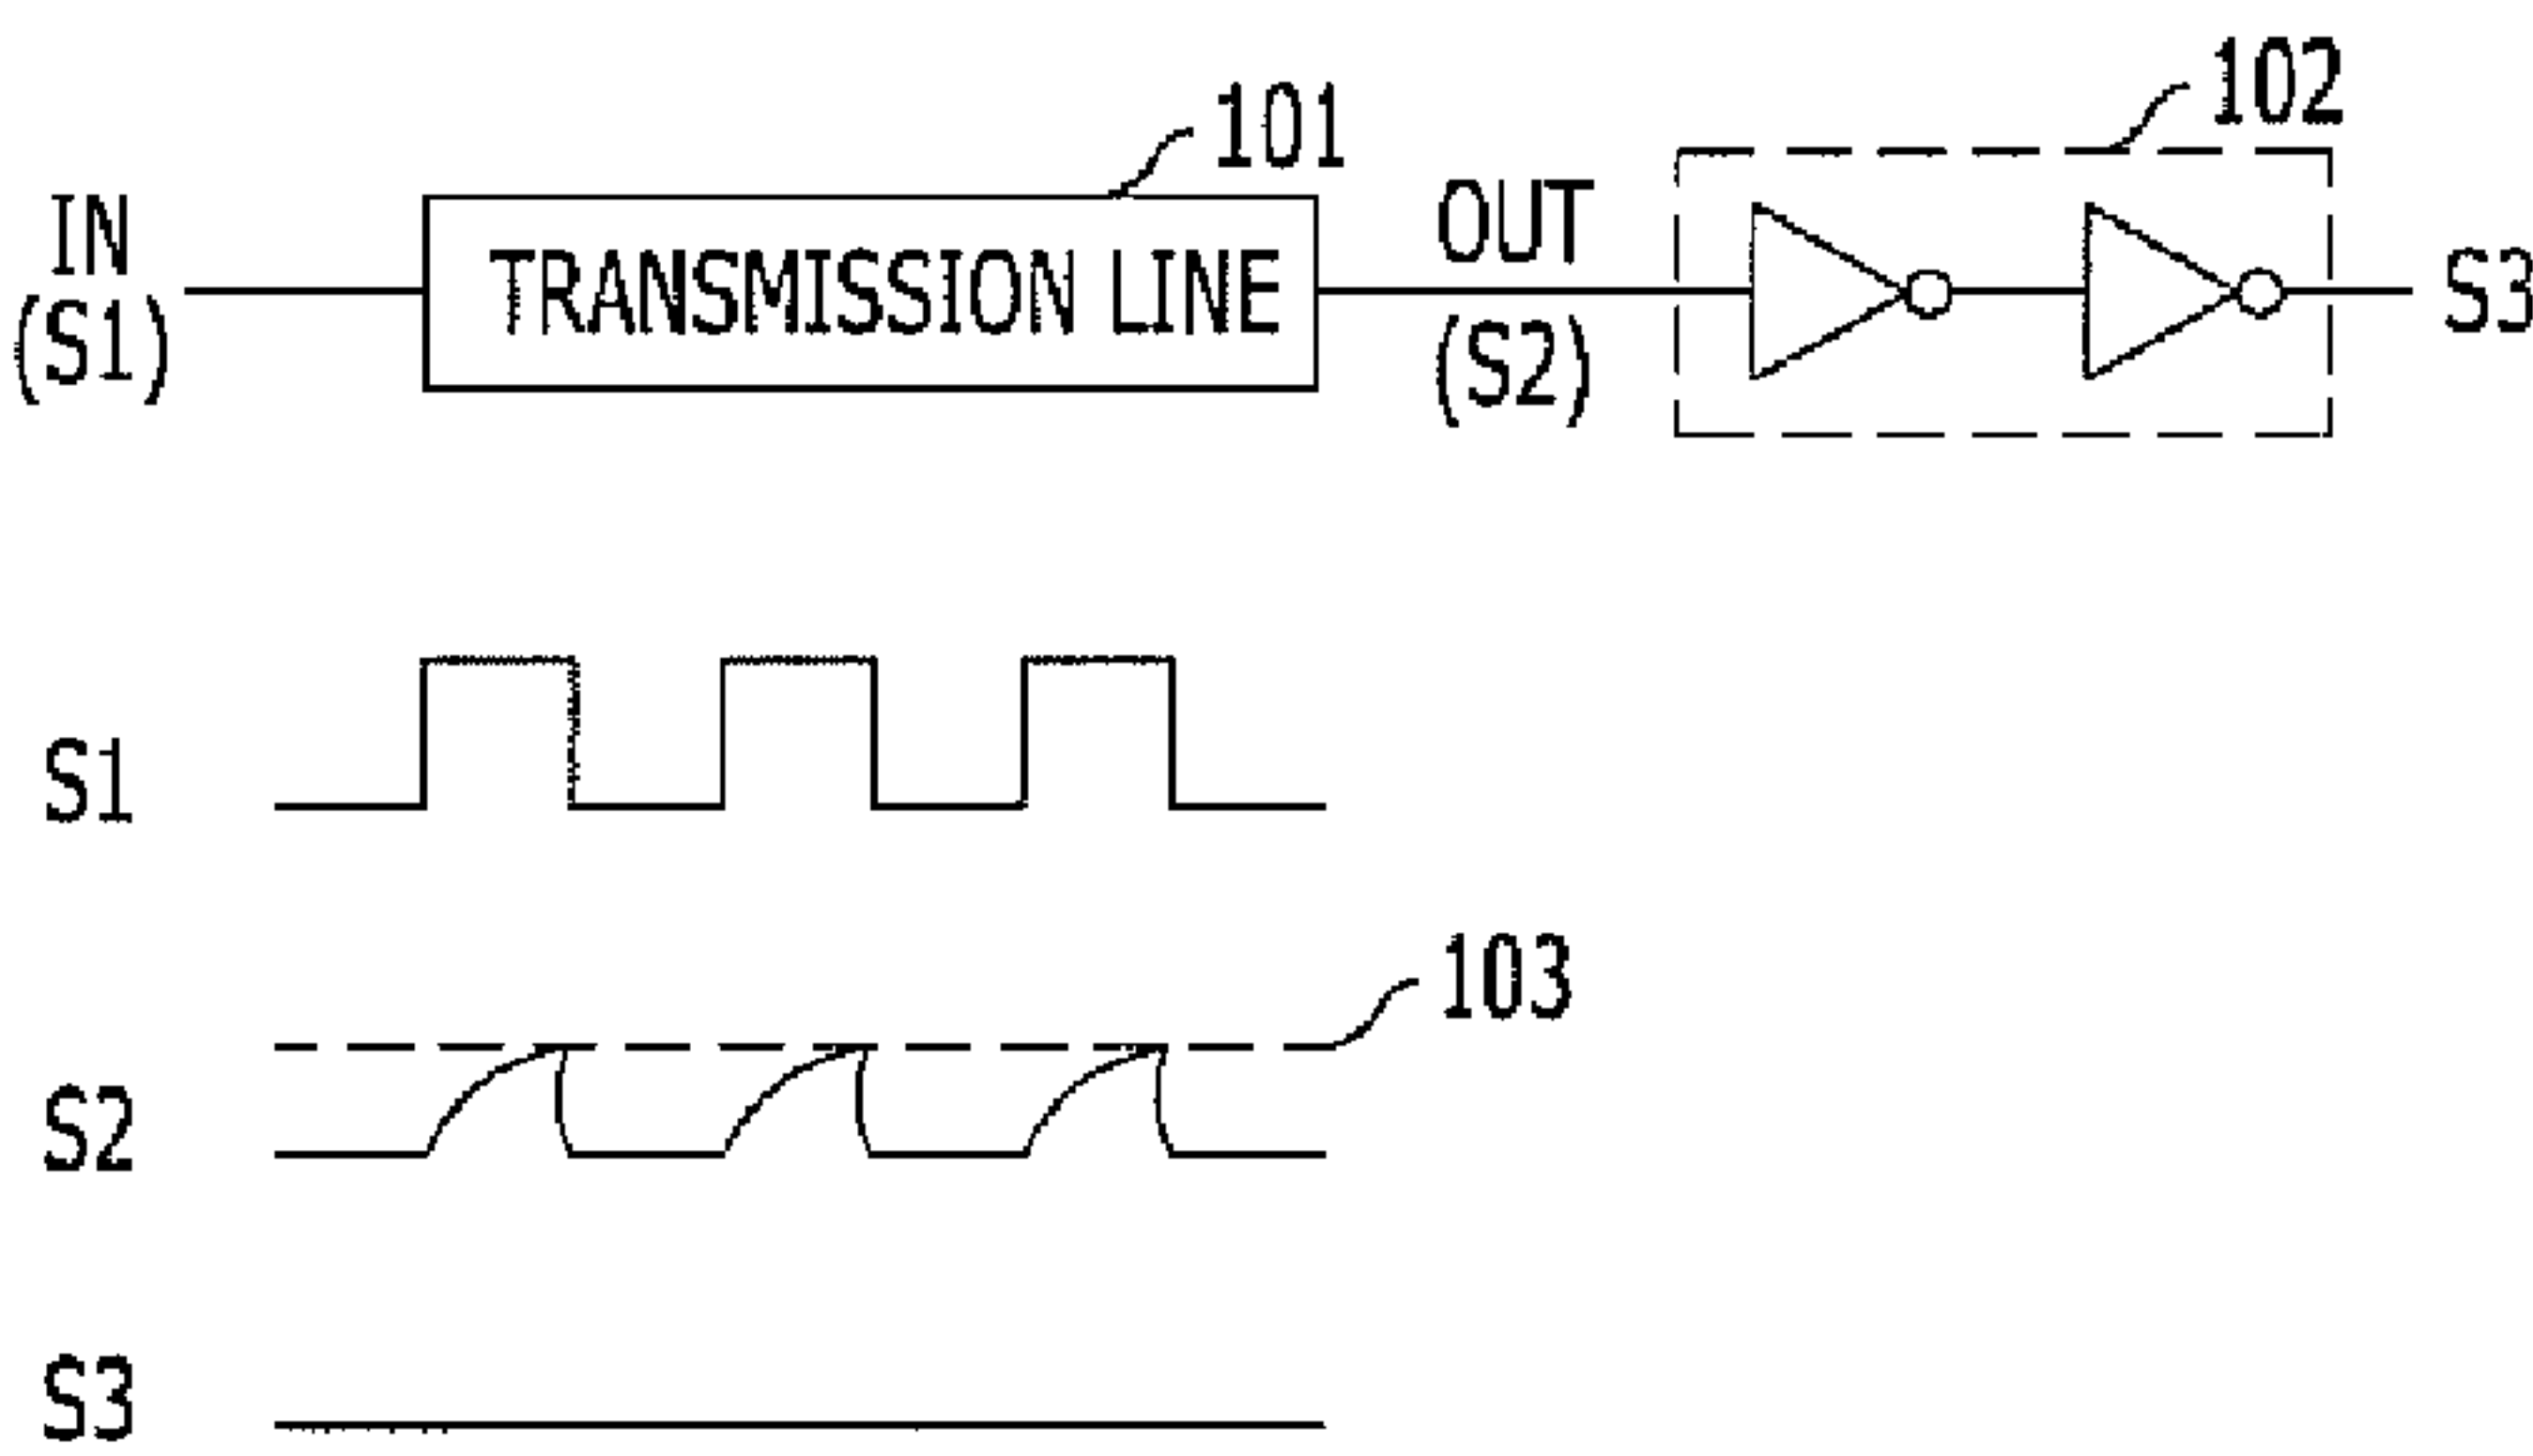 102
101
IN
(S1)
TRANSMISSION LINE
OUT
(S2)
S3
S1
103
S2
S3